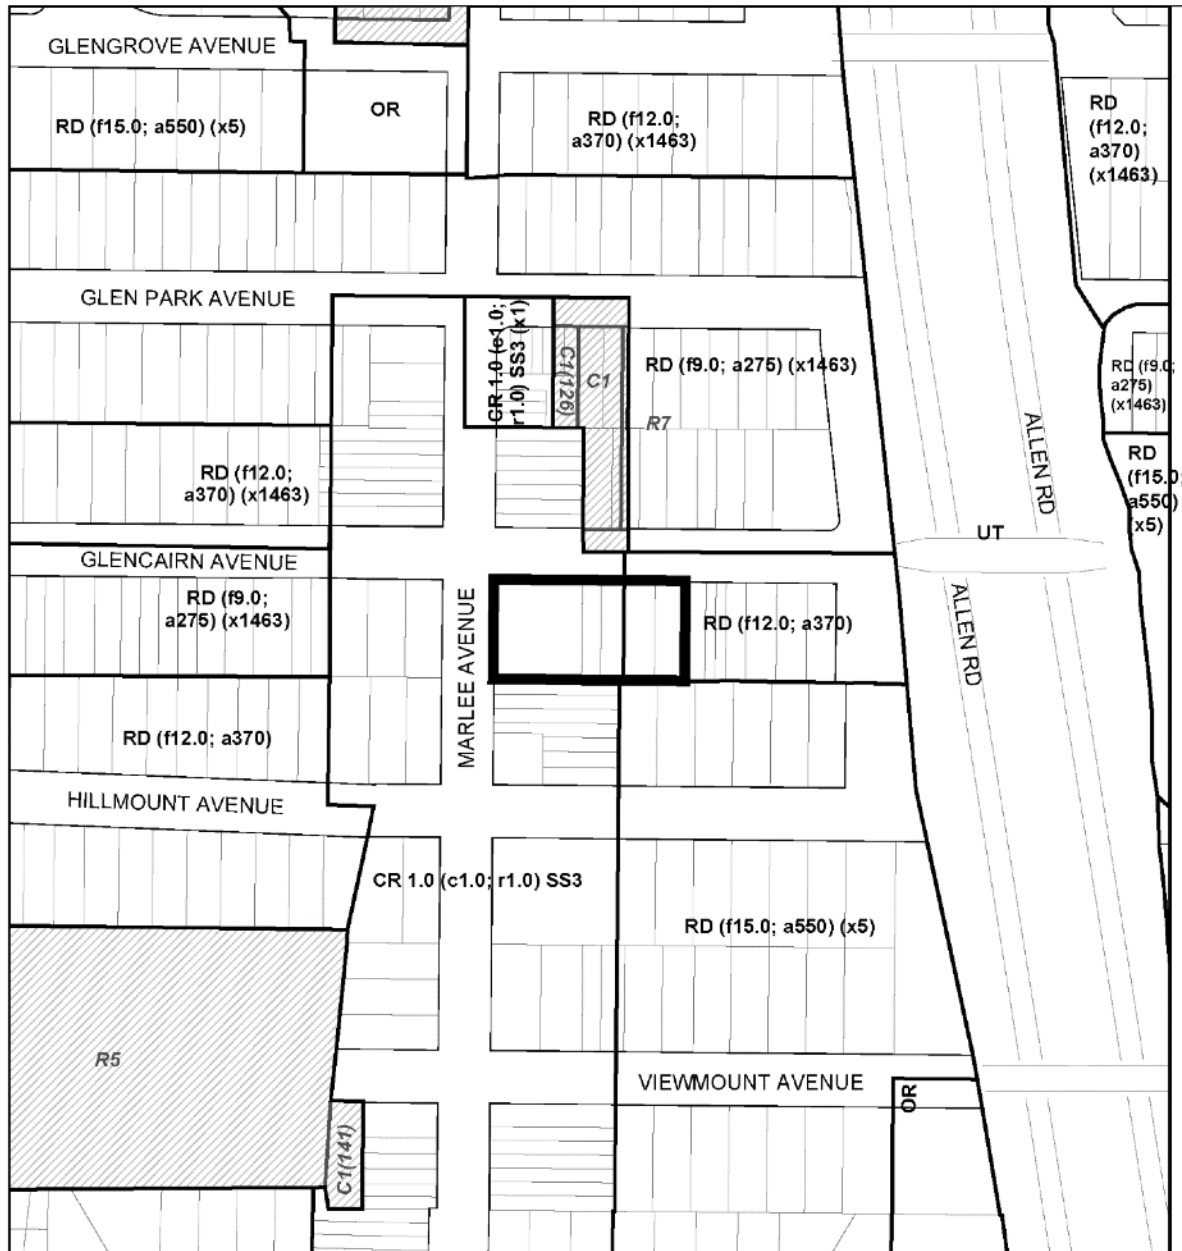 GLENGROVE AVENUE
OR
RD (f15.0; a550) (x5)
RD (f12.0;
a370) (x1463)
RD
(f12.0;
a370)
(x1463)
GLEN PARK AVENUE
CR 1.0 (c1.0;
r1.0) SS3 (x1)
C1(126)
C1
RD (f9.0; a275) (x1463)
R7
RD (f9.0;
a275)
(x1463)
ALLEN RD
RD (f12.0;
a370) (x1463)
RD
(f15.0;
a550)
(x5)
UT
GLENCAIRN AVENUE
RD (f9.0;
a275) (x1463)
MARLEE AVENUE
RD (f12.0; a370)
ALLEN RD
RD (f12.0; a370)
HILLMOUNT AVENUE
CR 1.0 (c1.0; r1.0) SS3
RD (f15.0; a550) (x5)
R5
VIEWMOUNT AVENUE
OR
C1(141)